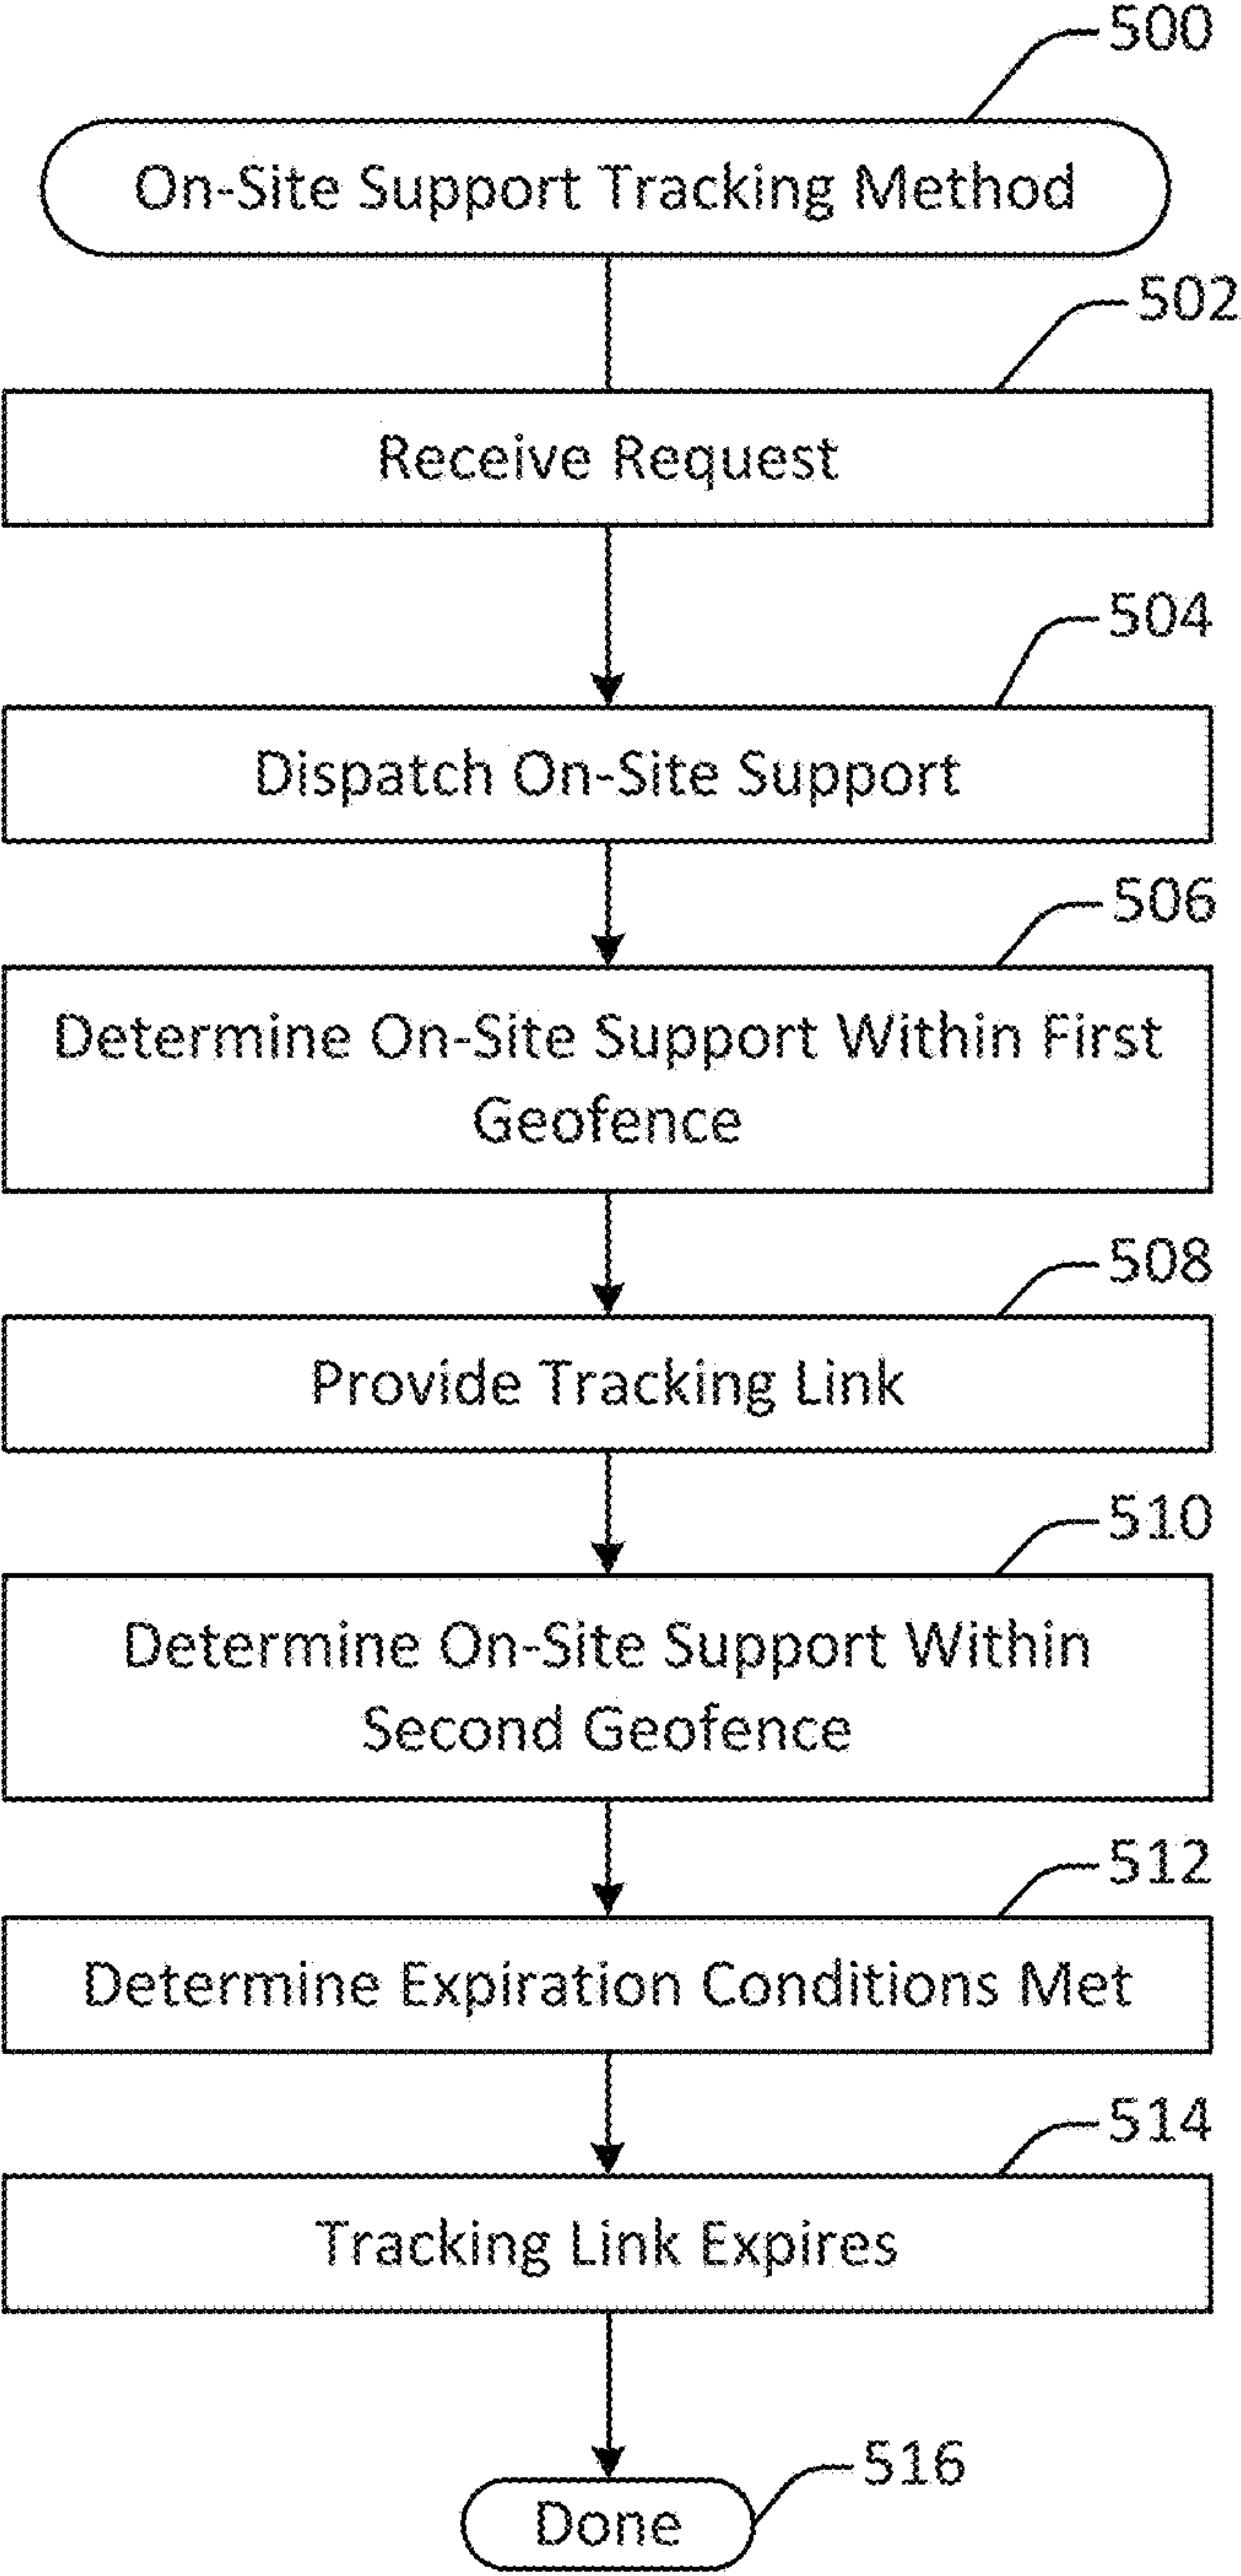 500
On-Site Support Tracking Method
502
Receive Request
504
Dispatch On-Site Support
506
Determine On-Site Support Within First
Geofence
508
Provide Tracking Link
510
Determine On-Site Support Within
Second Geofence
512
Determine Expiration Conditions Met
514
Tracking Link Expires
516
Done